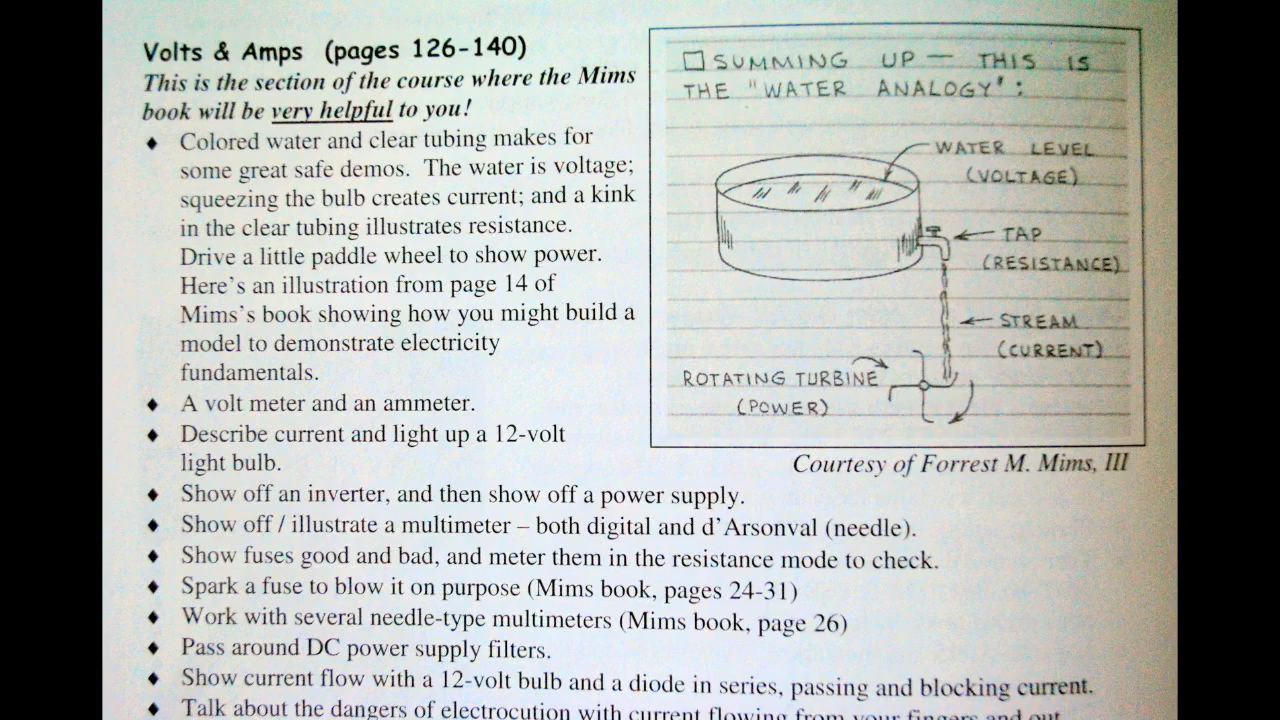 Volts & Amps (pages 126-140)
This is the section of the course where the Mims
book will be very helpful to you!
♦ Colored water and clear tubing makes for
some great safe demos. The water is voltage;
squeezing the bulb creates current; and a kink
in the clear tubing illustrates resistance.
Drive a little paddle wheel to show power.
Here's an illustration from page 14 of
Mims's book showing how you might build a
model to demonstrate electricity
fundamentals.
♦ A volt meter and an ammeter.
♦ Describe current and light up a 12-volt
light bulb.
□ SUMMING UP — THIS IS
THE "WATER ANALOGY":
WATER LEVEL
(VOLTAGE)
TAP
(RESISTANCE)
STREAM
(CURRENT)
ROTATING TURBINE
(POWER)
Courtesy of Forrest M. Mims, III
♦ Show off an inverter, and then show off a power supply.
♦ Show off / illustrate a multimeter – both digital and d'Arsonval (needle).
♦ Show fuses good and bad, and meter them in the resistance mode to check.
♦ Spark a fuse to blow it on purpose (Mims book, pages 24-31)
♦ Work with several needle-type multimeters (Mims book, page 26)
♦ Pass around DC power supply filters.
♦ Show current flow with a 12-volt bulb and a diode in series, passing and blocking current.
♦ Talk about the dangers of electrocution with current flowing from your fingers and out